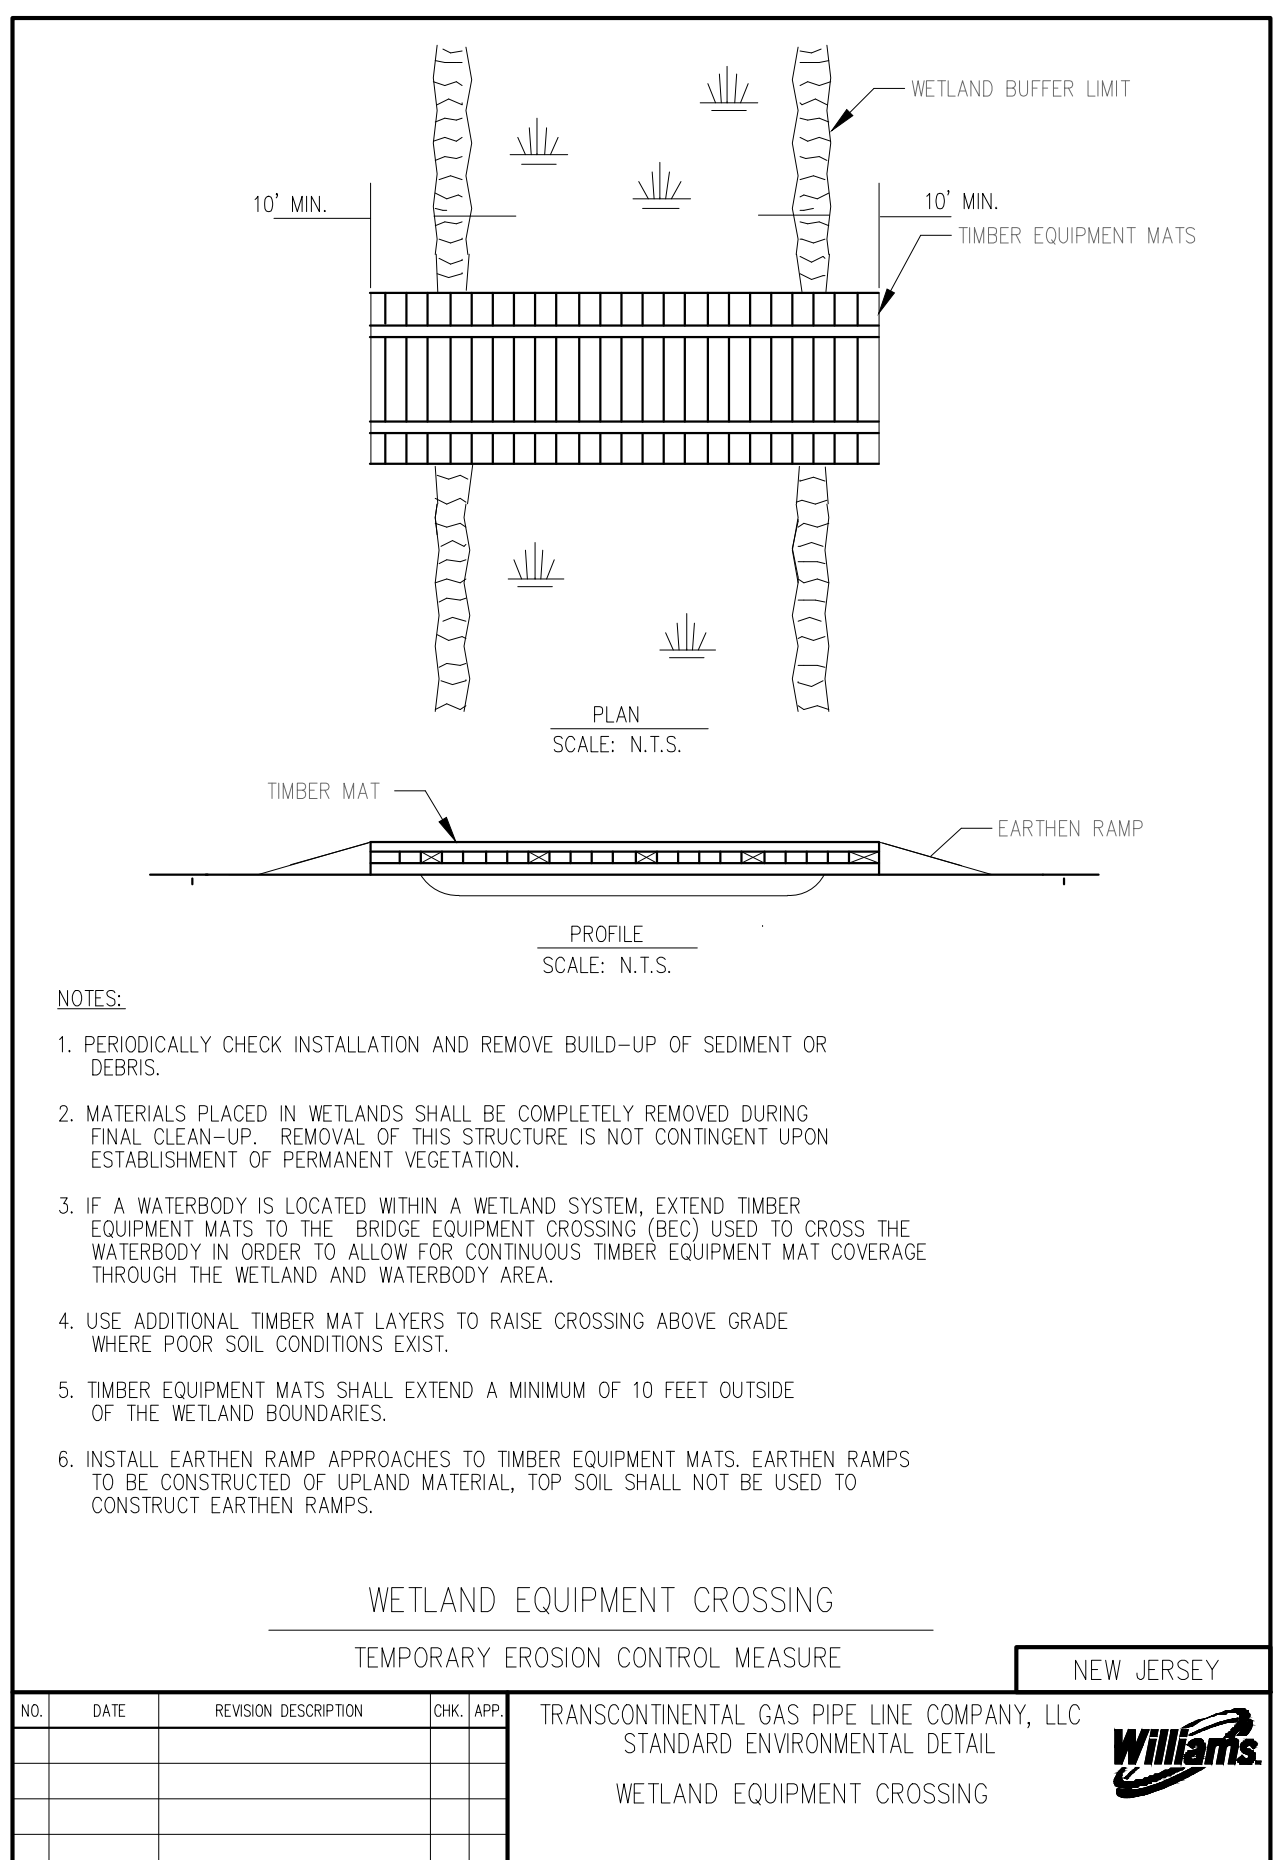 WETLAND BUFFER LIMIT
10' MIN.
10' MIN.
TIMBER EQUIPMENT MATS
PLAN
SCALE: N.T.S.
TIMBER MAT
EARTHEN RAMP
PROFILE
SCALE: N.T.S.
NOTES:
1. PERIODICALLY CHECK INSTALLATION AND REMOVE BUILD-UP OF SEDIMENT OR
DEBRIS.
2. MATERIALS PLACED IN WETLANDS SHALL BE COMPLETELY REMOVED DURING
FINAL CLEAN-UP. REMOVAL OF THIS STRUCTURE IS NOT CONTINGENT UPON
ESTABLISHMENT OF PERMANENT VEGETATION.
3. IF A WATERBODY IS LOCATED WITHIN A WETLAND SYSTEM, EXTEND TIMBER
EQUIPMENT MATS TO THE BRIDGE EQUIPMENT CROSSING (BEC) USED TO CROSS THE
WATERBODY IN ORDER TO ALLOW FOR CONTINUOUS TIMBER EQUIPMENT MAT COVERAGE
THROUGH THE WETLAND AND WATERBODY AREA.
4. USE ADDITIONAL TIMBER MAT LAYERS TO RAISE CROSSING ABOVE GRADE
WHERE POOR SOIL CONDITIONS EXIST.
5. TIMBER EQUIPMENT MATS SHALL EXTEND A MINIMUM OF 10 FEET OUTSIDE
OF THE WETLAND BOUNDARIES.
6. INSTALL EARTHEN RAMP APPROACHES TO TIMBER EQUIPMENT MATS. EARTHEN RAMPS
TO BE CONSTRUCTED OF UPLAND MATERIAL, TOP SOIL SHALL NOT BE USED TO
CONSTRUCT EARTHEN RAMPS.
WETLAND EQUIPMENT CROSSING
TEMPORARY EROSION CONTROL MEASURE
NEW JERSEY
NO. DATE REVISION DESCRIPTION CHK. APP.
TRANSCONTINENTAL GAS PIPE LINE COMPANY, LLC
STANDARD ENVIRONMENTAL DETAIL
WETLAND EQUIPMENT CROSSING
Williams.